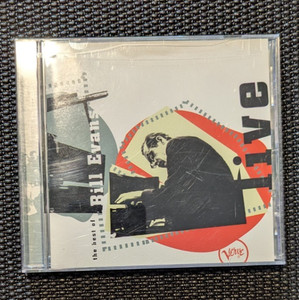 the best of
Bill Evans
live
Verve